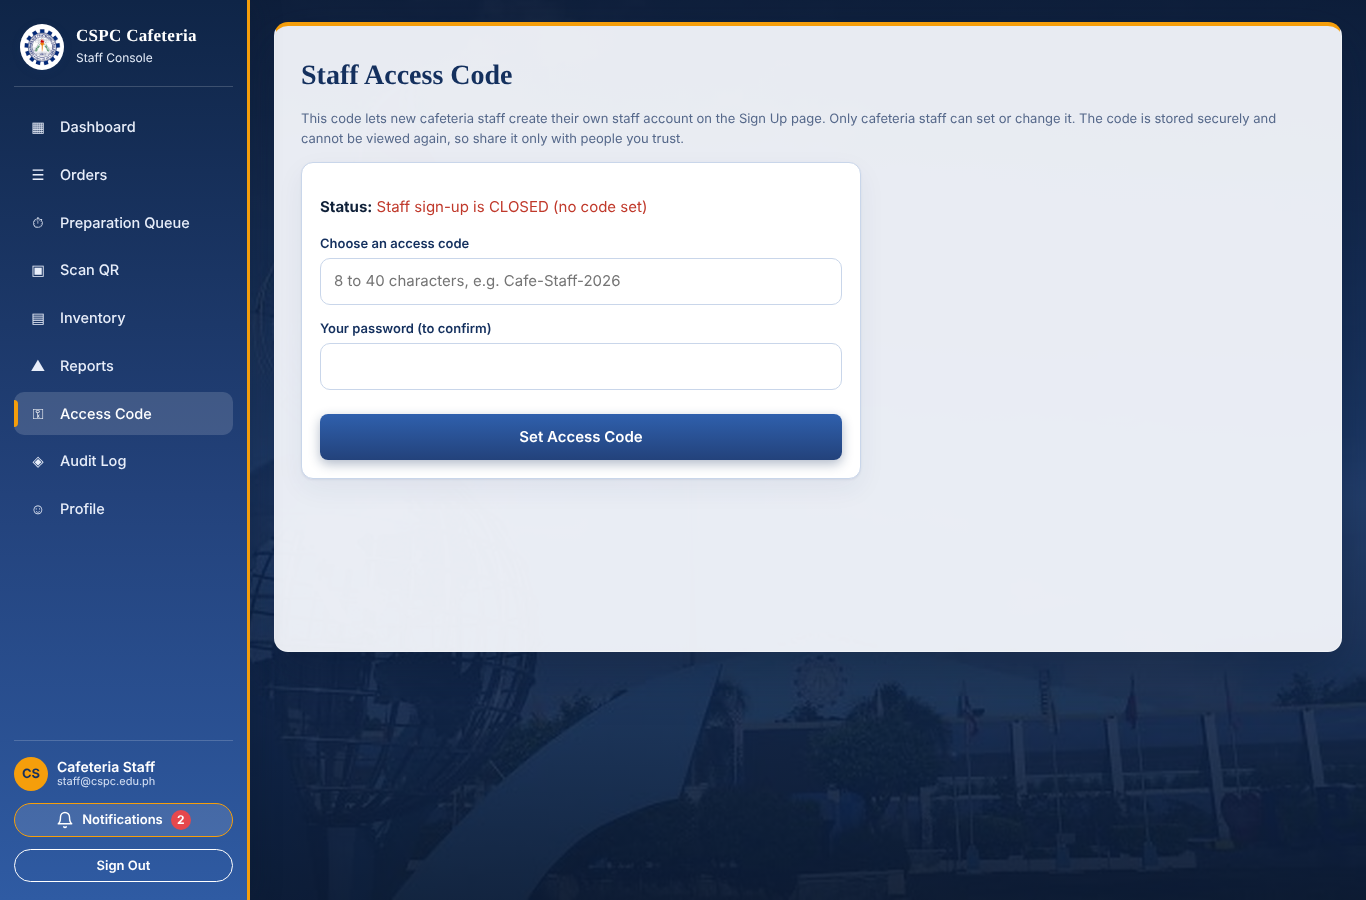 CSPC Cafeteria
Staff Console
Dashboard
Orders
Preparation Queue
Scan QR
Inventory
Reports
Access Code
Audit Log
Profile
CS
Cafeteria Staff
staff@cspc.edu.ph
Notifications 2
Sign Out
Staff Access Code
This code lets new cafeteria staff create their own staff account on the Sign Up page. Only cafeteria staff can set or change it. The code is stored securely and
cannot be viewed again, so share it only with people you trust.
Status: Staff sign-up is CLOSED (no code set)
Choose an access code
8 to 40 characters, e.g. Cafe-Staff-2026
Your password (to confirm)
Set Access Code